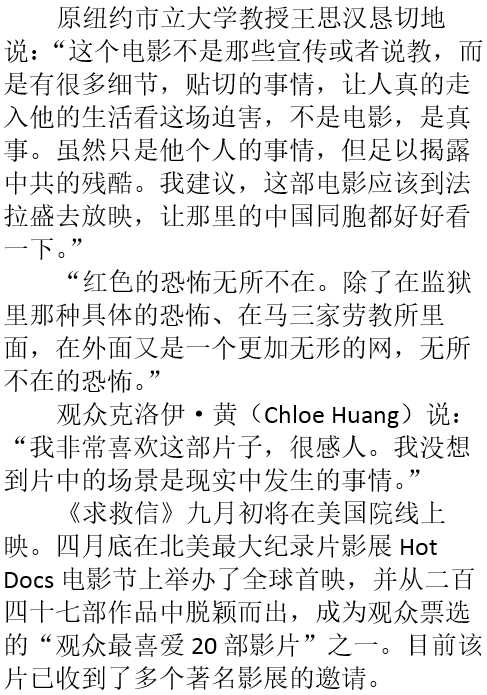 原纽约市立大学教授王思汉恳切地
说：“这个电影不是那些宣传或者说教，而
是有很多细节，贴切的事情，让人真的走
入他的生活看这场迫害，不是电影，是真
事。虽然只是他个人的事情，但足以揭露
中共的残酷。我建议，这部电影应该到法
拉盛去放映，让那里的中国同胞都好好看
一下。”
“红色的恐怖无所不在。除了在监狱
里那种具体的恐怖、在马三家劳教所里
面，在外面又是一个更加无形的网，无所
不在的恐怖。”
观众克洛伊·黄（Chloe Huang）说：
“我非常喜欢这部片子，很感人。我没想
到片中的场景是现实中发生的事情。”
《求救信》九月初将在美国院线上
映。四月底在北美最大纪录片影展 Hot
Docs 电影节上举办了全球首映，并从二百
四十七部作品中脱颖而出，成为观众票选
的“观众最喜爱 20 部影片”之一。目前该
片已收到了多个著名影展的邀请。